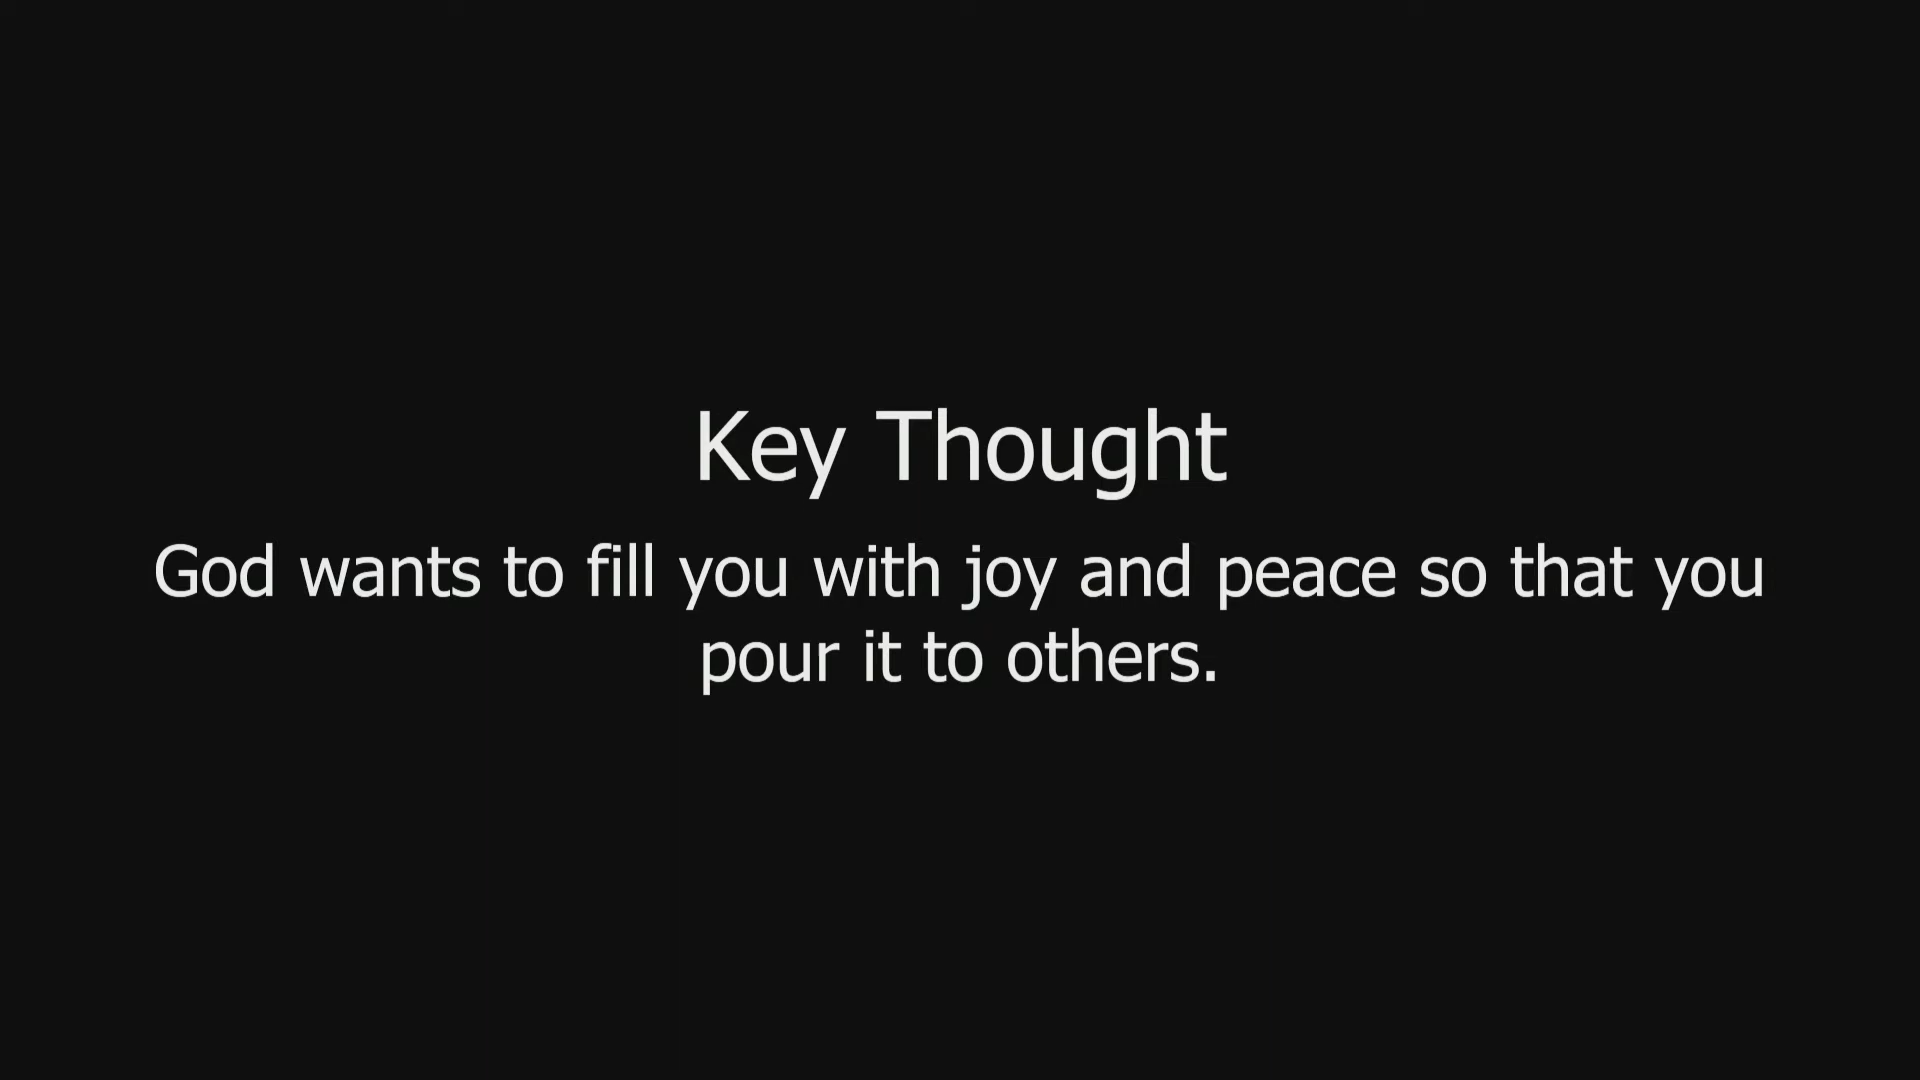 Key Thought
God wants to fill you with joy and peace so that you
pour it to others.